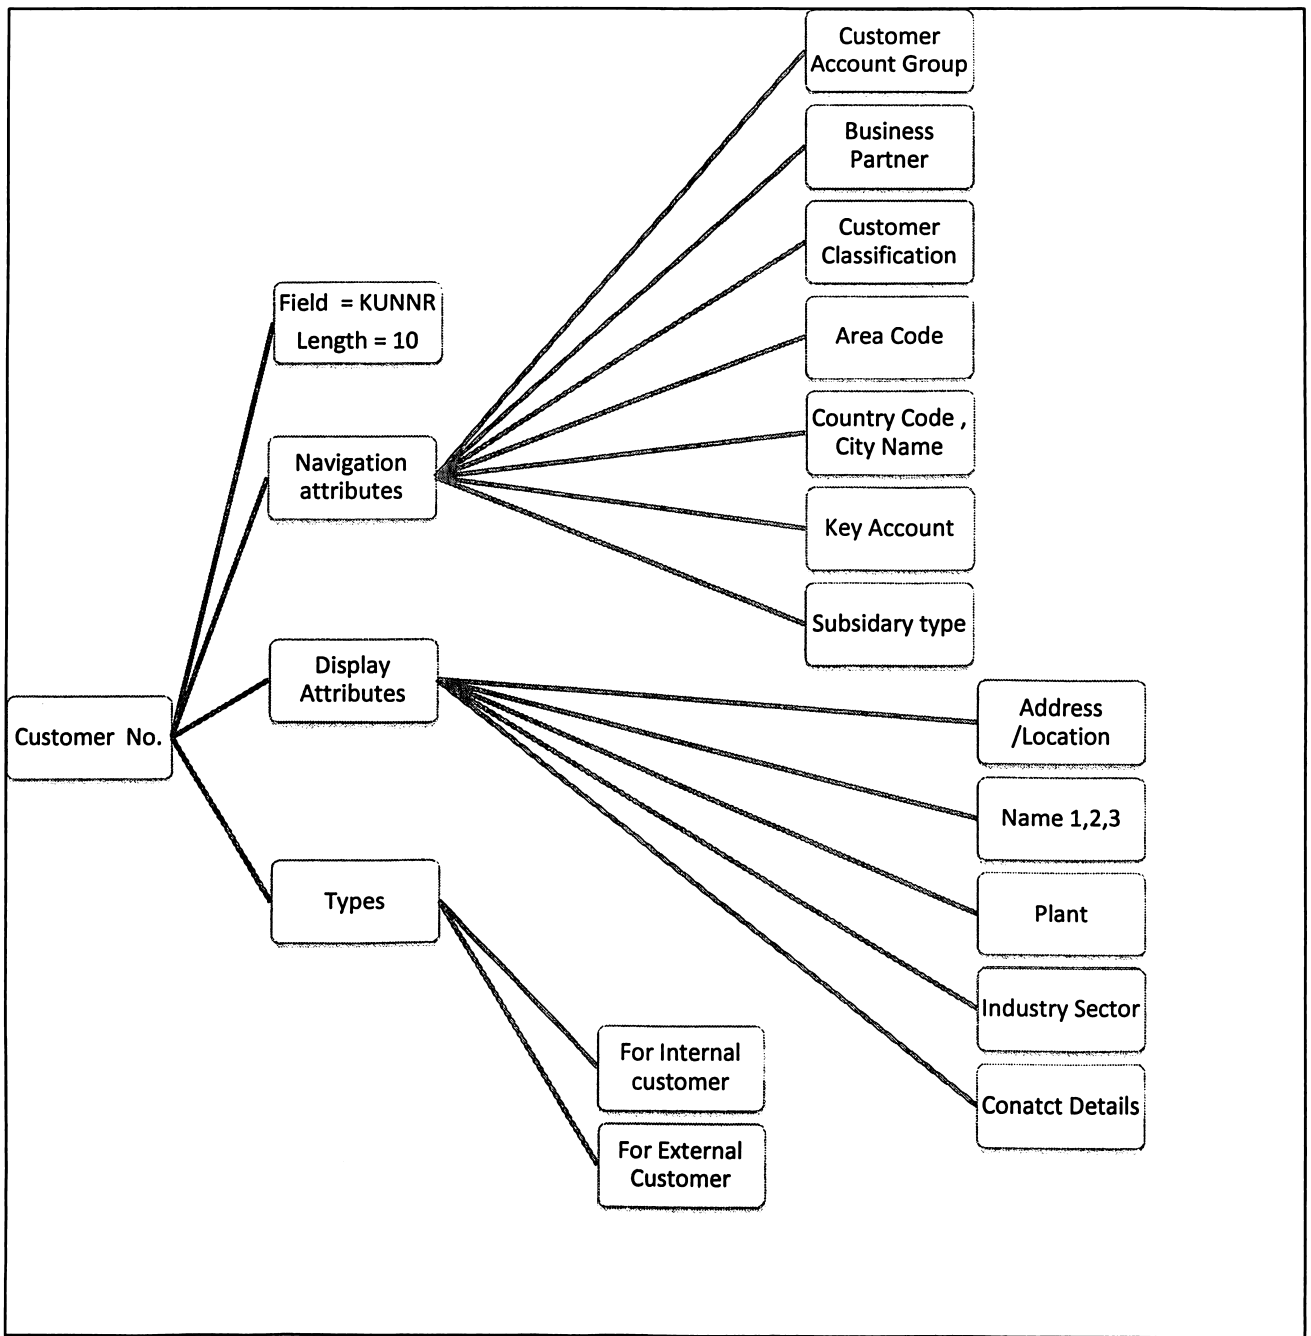 Customer
Account Group
Business
Partner
Customer
Classification
Field = KUNNR
Length = 10
Area Code
Country Code ,
City Name
Navigation
attributes
Key Account
Subsidary type
Display
Attributes
Customer No.
Address
/Location
Name 1,2,3
Types
Plant
Industry Sector
For Internal
customer
Conatct Details
For External
Customer